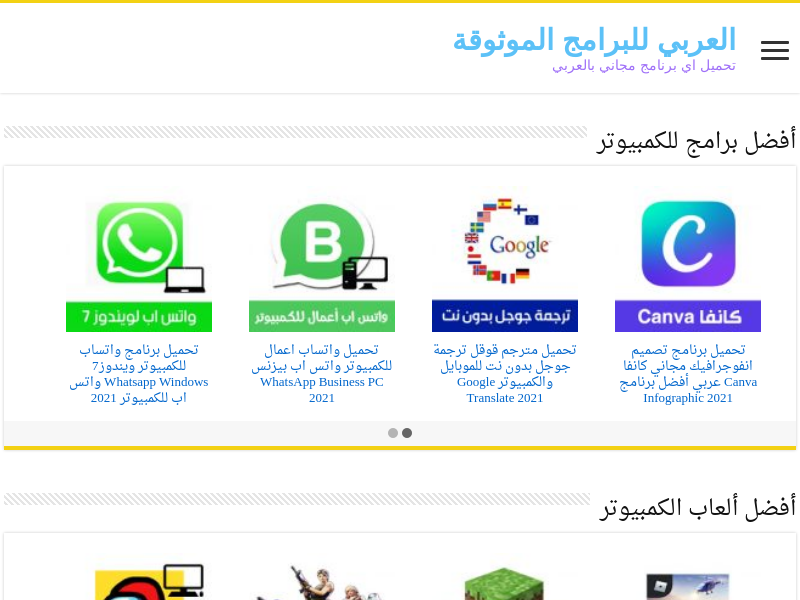 العربي للبرامج الموثوقة
تحميل اي برنامج مجاني بالعربي
أفضل برامج للكمبيوتر
كانفا Canva
تحميل برنامج تصميم
انفوجرافيك مجاني كانفا
Canva عربي أفضل برنامج
Infographic 2021
Google
ترجمة جوجل بدون نت
تحميل مترجم قوقل ترجمة
جوجل بدون نت للموبايل
والكمبيوتر Google
Translate 2021
B
واتس اب أعمال للكمبيوتر
تحميل واتساب اعمال
للكمبيوتر واتس اب بيزنس
WhatsApp Business PC
2021
واتس اب لويندوز 7
تحميل برنامج واتساب
للكمبيوتر ويندوز7
Whatsapp Windows واتس
اب للكمبيوتر 2021
أفضل ألعاب الكمبيوتر